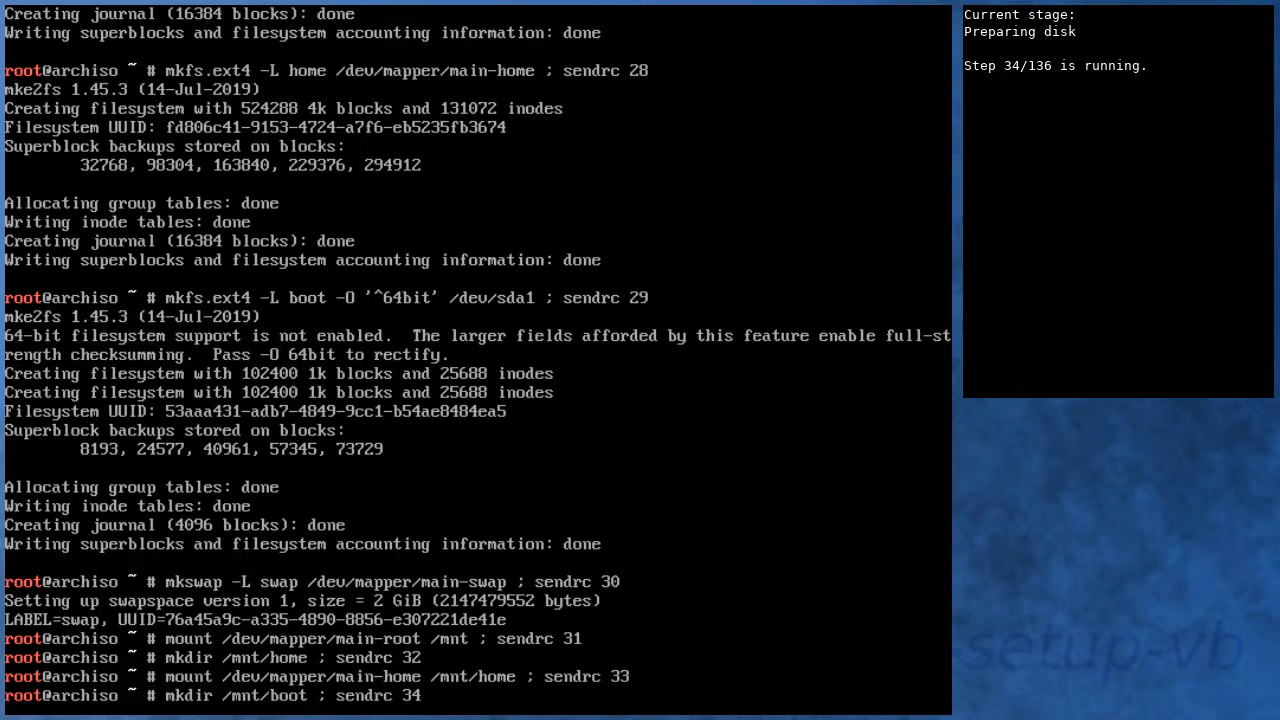 Creating journal (16384 blocks): done
Writing superblocks and filesystem accounting information: done
root@archiso ~ # mkfs.ext4 -L home /dev/mapper/main-home ; sendrc 28
mke2fs 1.45.3 (14-Jul-2019)
Creating filesystem with 524288 4k blocks and 131072 inodes
Filesystem UUID: fd806c41-9153-4724-a7f6-eb5235fb3674
Superblock backups stored on blocks:
        32768, 98304, 163840, 229376, 294912
Allocating group tables: done
Writing inode tables: done
Creating journal (16384 blocks): done
Writing superblocks and filesystem accounting information: done
root@archiso ~ # mkfs.ext4 -L boot -O '^64bit' /dev/sda1 ; sendrc 29
mke2fs 1.45.3 (14-Jul-2019)
64-bit filesystem support is not enabled.  The larger fields afforded by this feature enable full-st
rength checksumming.  Pass -O 64bit to rectify.
Creating filesystem with 102400 1k blocks and 25688 inodes
Creating filesystem with 102400 1k blocks and 25688 inodes
Filesystem UUID: 53aaa431-adb7-4849-9cc1-b54ae8484ea5
Superblock backups stored on blocks:
        8193, 24577, 40961, 57345, 73729
Allocating group tables: done
Writing inode tables: done
Creating journal (4096 blocks): done
Writing superblocks and filesystem accounting information: done
root@archiso ~ # mkswap -L swap /dev/mapper/main-swap ; sendrc 30
Setting up swapspace version 1, size = 2 GiB (2147479552 bytes)
LABEL=swap, UUID=76a45a9c-a335-4890-8856-e307221de41e
root@archiso ~ # mount /dev/mapper/main-root /mnt ; sendrc 31
root@archiso ~ # mkdir /mnt/home ; sendrc 32
root@archiso ~ # mount /dev/mapper/main-home /mnt/home ; sendrc 33
root@archiso ~ # mkdir /mnt/boot ; sendrc 34
Current stage:
Preparing disk
Step 34/136 is running.
setup-vb